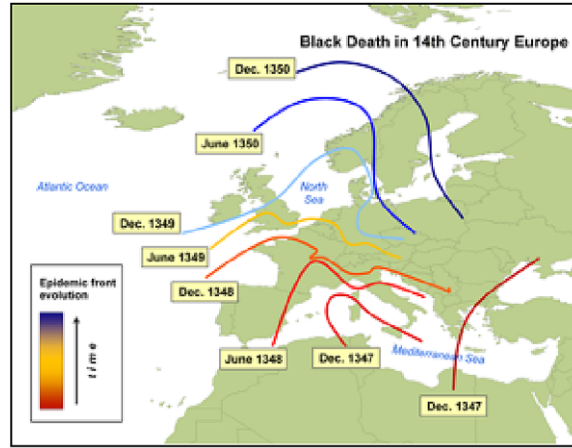 Black Death in 14th Century Europe
Dec. 1350
June 1350
Atlantic Ocean
North
Sea
Dec. 1349
June 1349
Dec. 1348
Epidemic front
evolution
time
June 1348
Dec. 1347
Mediterranean Sea
Dec. 1347